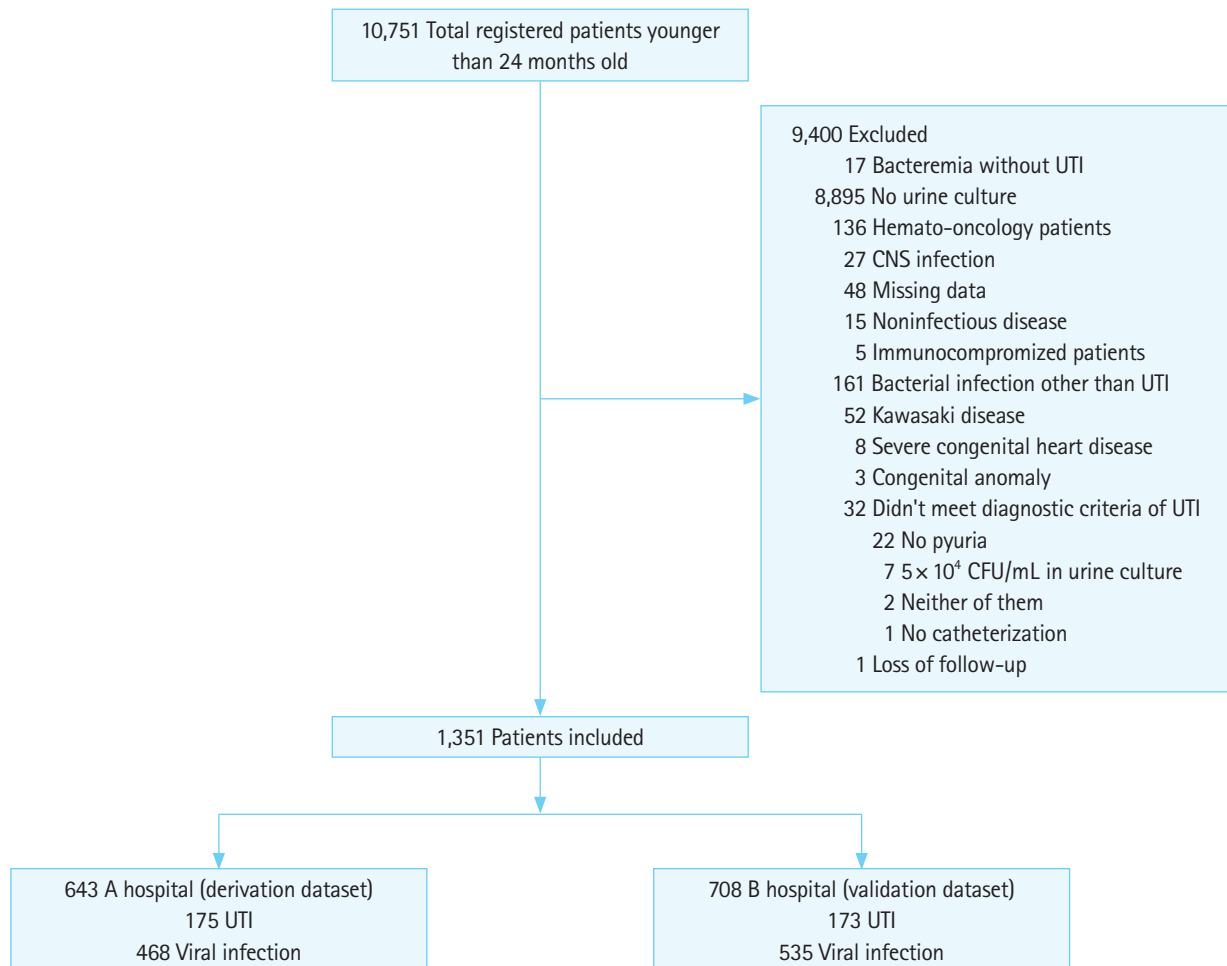 10,751 Total registered patients younger
than 24 months old
9,400 Excluded
17 Bacteremia without UTI
8,895 No urine culture
136 Hemato-oncology patients
27 CNS infection
48 Missing data
15 Noninfectious disease
5 Immunocompromized patients
161 Bacterial infection other than UTI
52 Kawasaki disease
8 Severe congenital heart disease
3 Congenital anomaly
32 Didn't meet diagnostic criteria of UTI
22 No pyuria
7 5 × 10⁴ CFU/mL in urine culture
2 Neither of them
1 No catheterization
1 Loss of follow-up
1,351 Patients included
643 A hospital (derivation dataset)
175 UTI
468 Viral infection
708 B hospital (validation dataset)
173 UTI
535 Viral infection